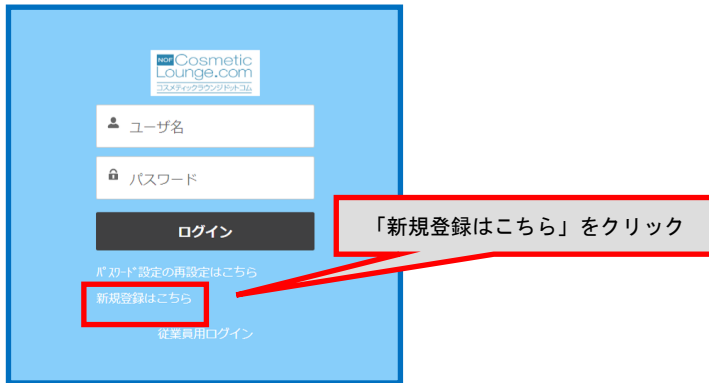 NOF Cosmetic
Lounge.com
コスメティックラウンジドットコム
ユーザ名
パスワード
ログイン
ﾊﾟｽﾜｰﾄﾞ設定の再設定はこちら
新規登録はこちら
従業員用ログイン
「新規登録はこちら」をクリック